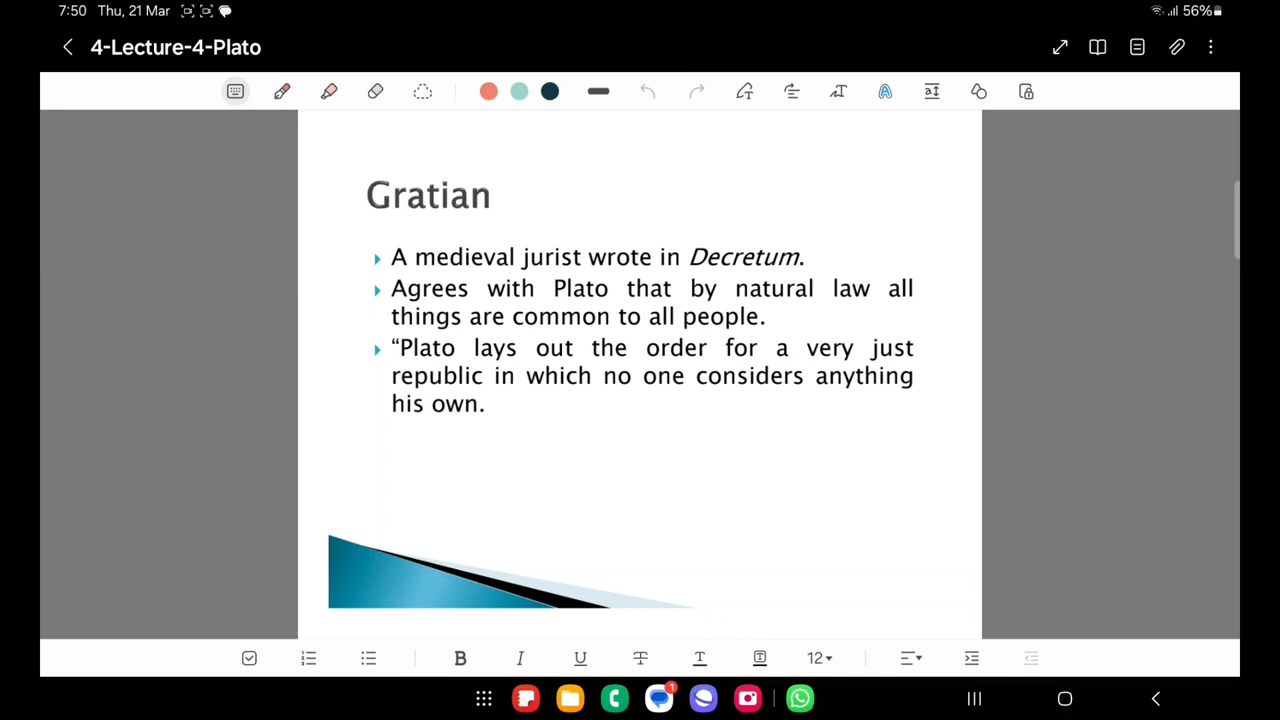 7:50 Thu, 21 Mar 56%
4-Lecture-4-Plato
Gratian
A medieval jurist wrote in Decretum.
Agrees with Plato that by natural law all
things are common to all people.
“Plato lays out the order for a very just
republic in which no one considers anything
his own.
B I U T T T 12
1